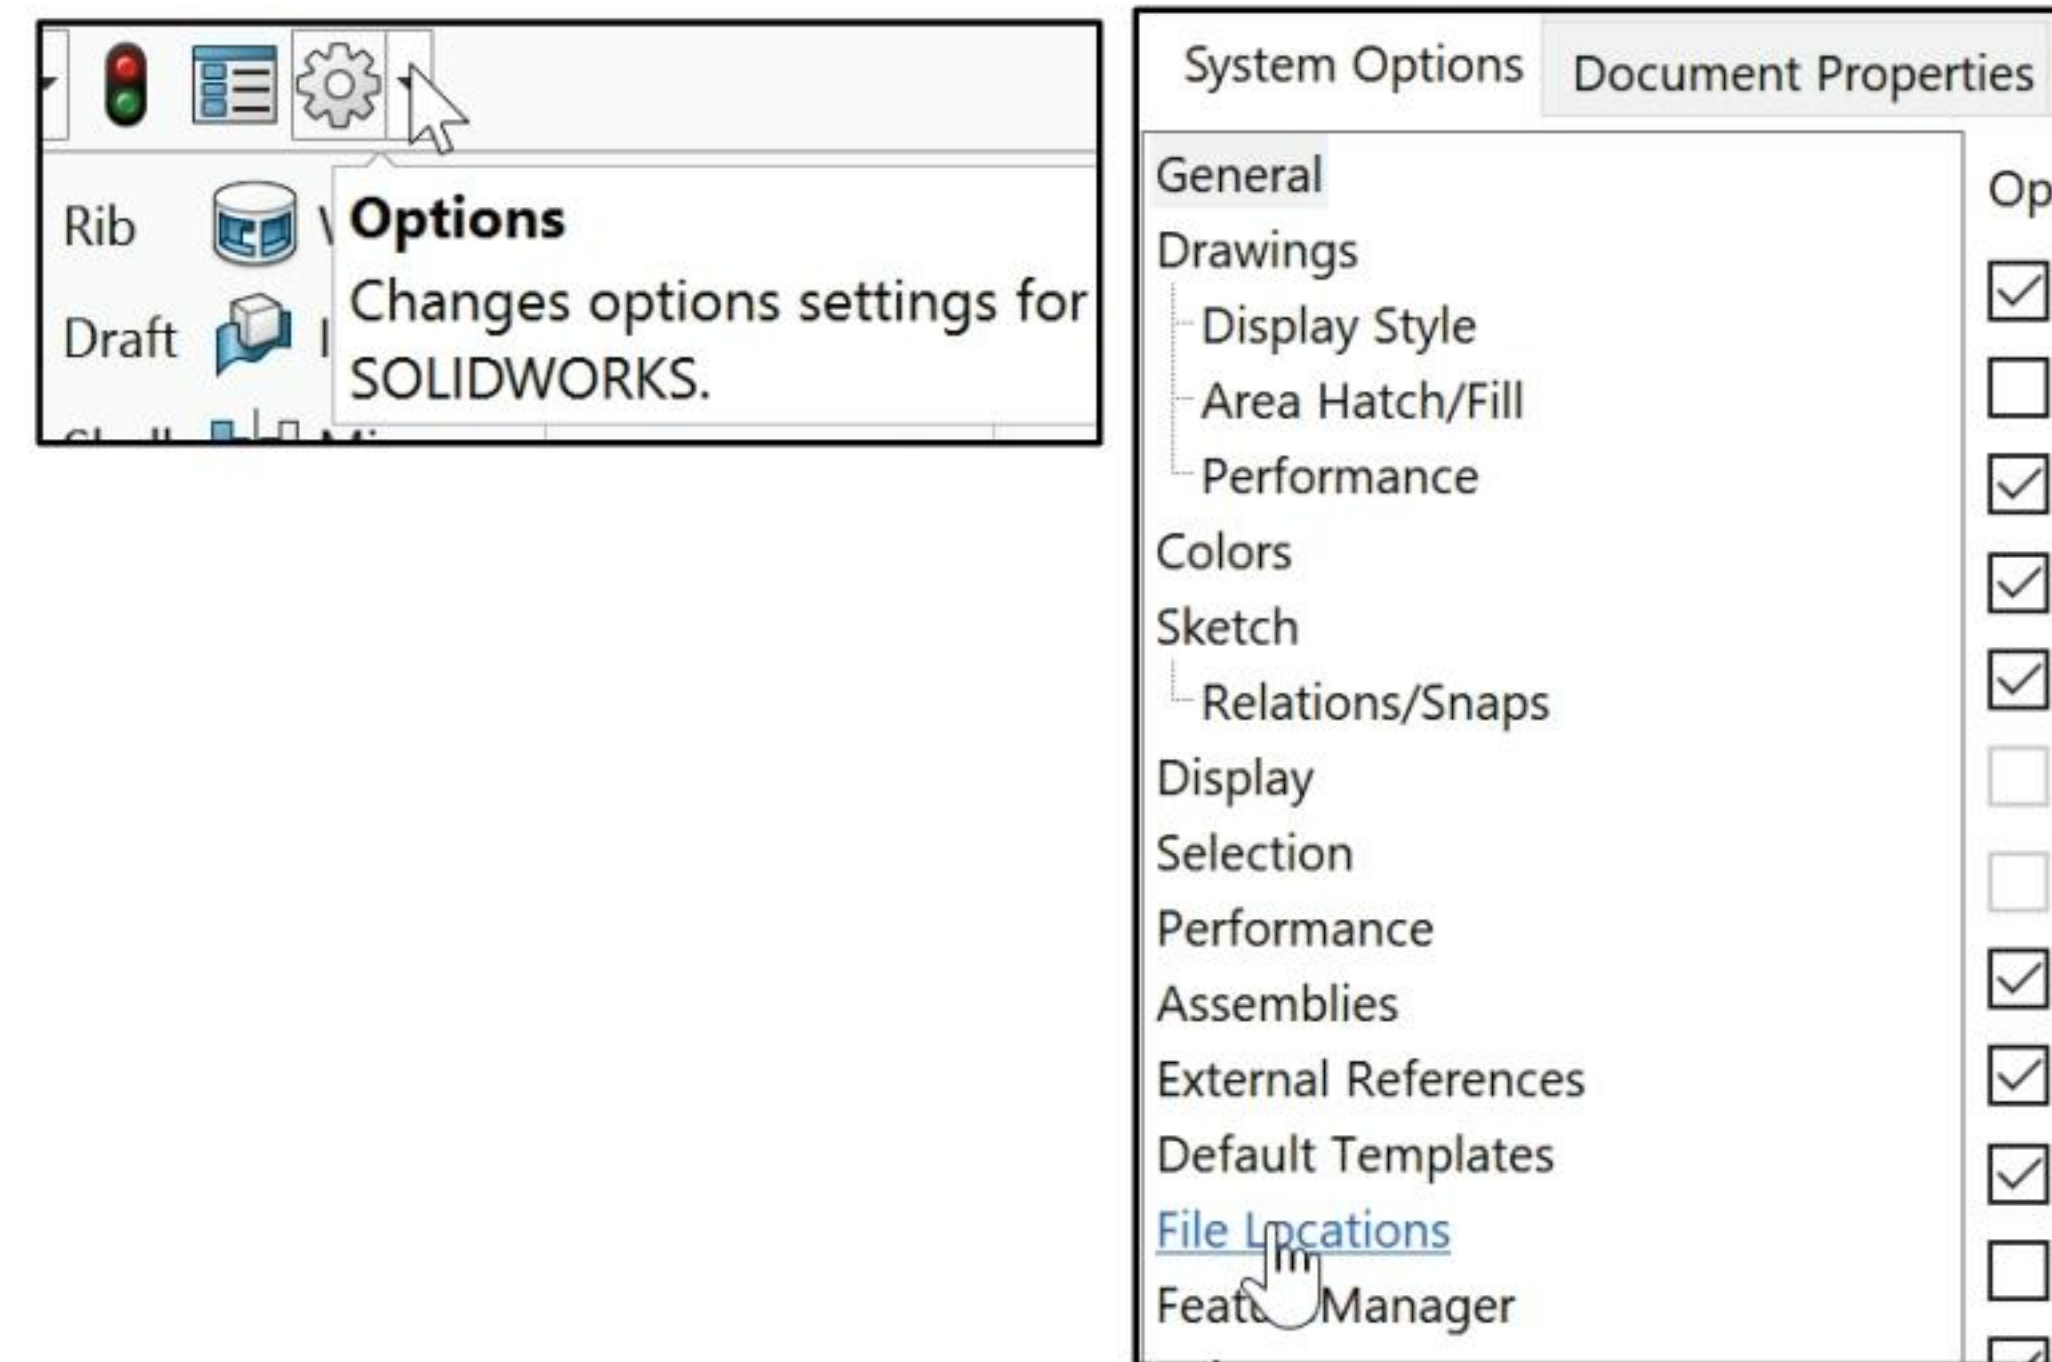 Rib
Options
Changes options settings for
Draft
SOLIDWORKS.
System Options
Document Properties
General
Op
Drawings
Display Style
Area Hatch/Fill
Performance
Colors
Sketch
Relations/Snaps
Display
Selection
Performance
Assemblies
External References
Default Templates
File Locations
Manager